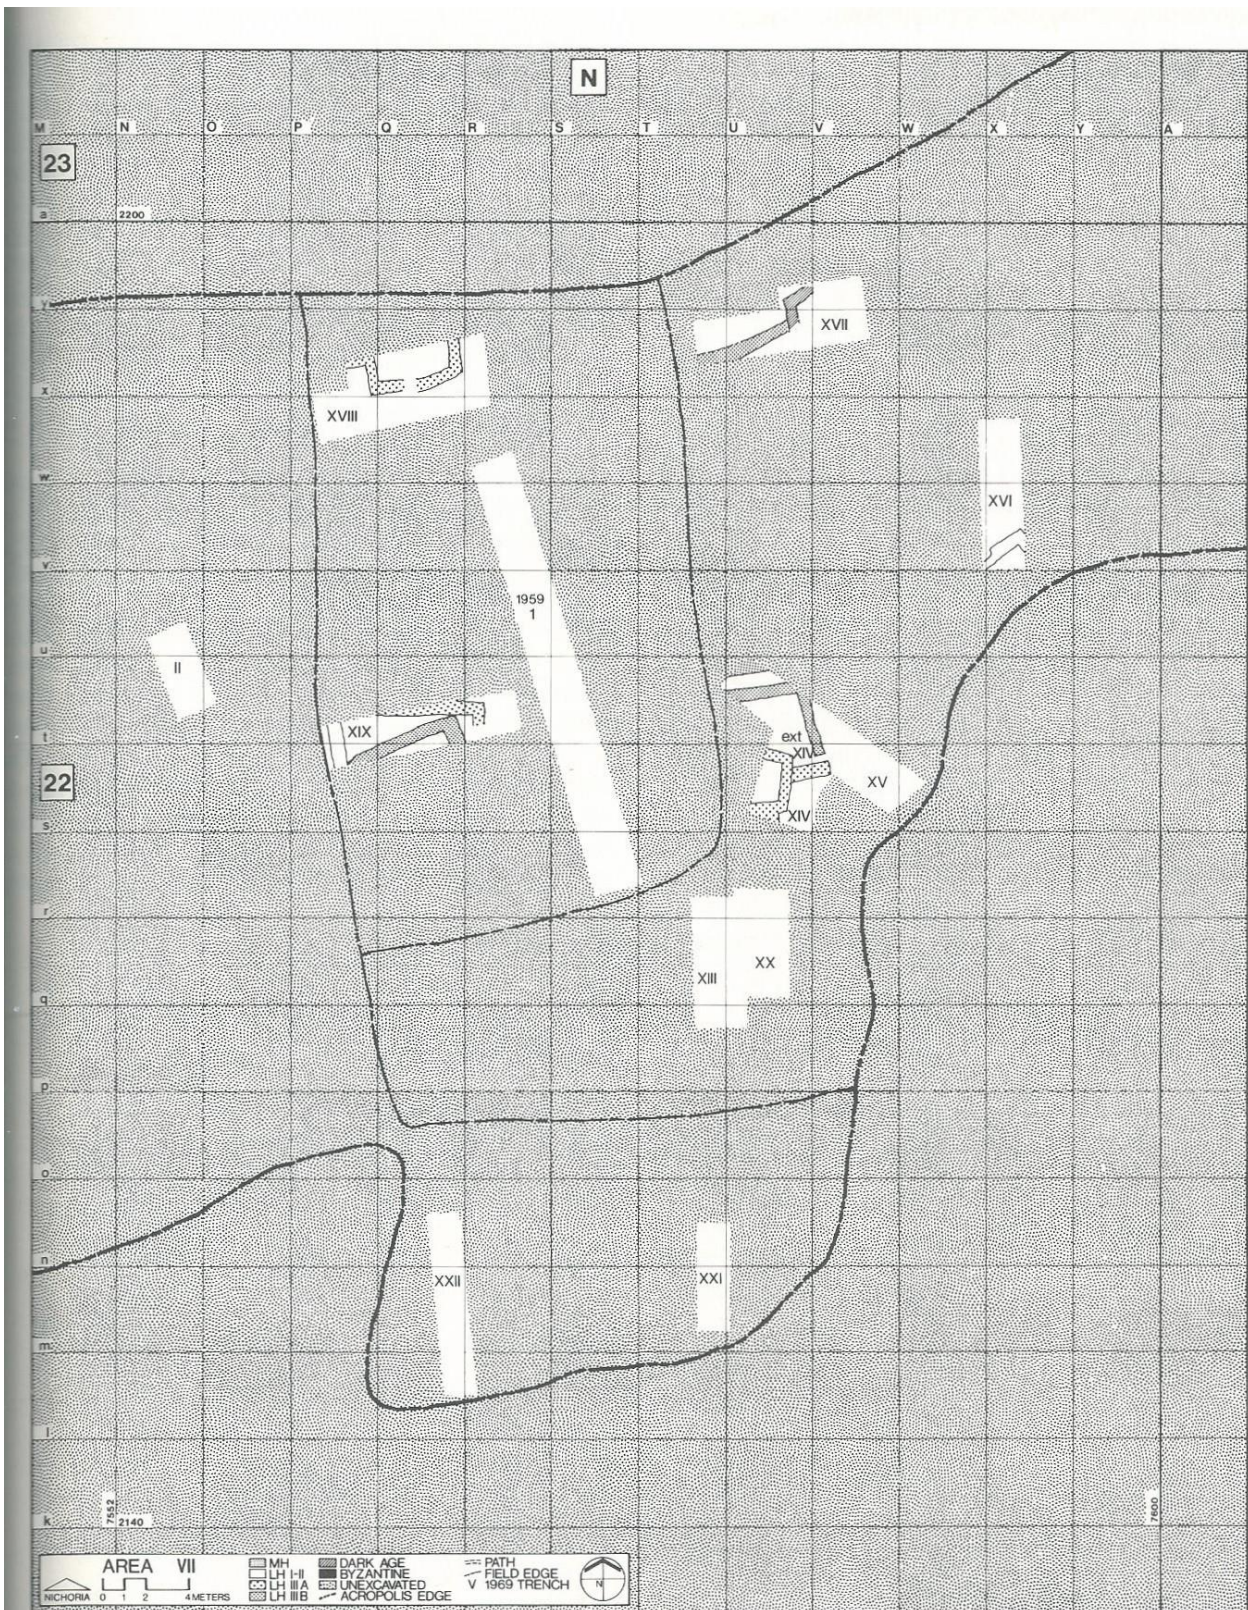 N
M N O P Q R S T U V W X Y A
23
a 2200
y
XVII
x
XVIII
w
XVI
v
1959
1
u
II
ext
XIX
t
XIV
22
XV
XIV
s
r
XX
XIII
q
p
o
n
XXII XXI
m
l
7552 7600
k 2140
AREA VII
NICHORIA 0 1 2 4 METERS
MH
LH I-II
LH IIIA
LH IIIB
DARK AGE
BYZANTINE
UNEXCAVATED
ACROPOLIS EDGE
PATH
FIELD EDGE
V 1969 TRENCH
N